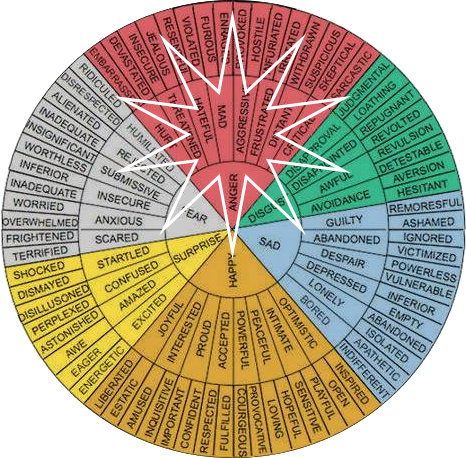 ANGER
DISGUST
SAD
HAPPY
SURPRISE
FEAR
HUMILIATED
REJECTED
SUBMISSIVE
INSECURE
ANXIOUS
SCARED
STARTLED
CONFUSED
AMAZED
EXCITED
JOYFUL
INTERESTED
PROUD
ACCEPTED
POWERFUL
PEACEFUL
INTIMATE
OPTIMISTIC
BORED
LONELY
DEPRESSED
DESPAIR
ABANDONED
GUILTY
AVOIDANCE
AWFUL
DISAPPOINTED
DISAPPROVAL
CRITICAL
DISTANT
FRUSTRATED
AGGRESSIVE
MAD
HATEFUL
THREATENED
HURT
EMBARRASSED
DEVASTATED
INSECURE
JEALOUS
RESENTFUL
VIOLATED
FURIOUS
ENRAGED
PROVOKED
HOSTILE
INFURIATED
IRRITATED
WITHDRAWN
SUSPICIOUS
SKEPTICAL
SARCASTIC
JUDGMENTAL
LOATHING
REPUGNANT
REVOLTED
REVULSION
DETESTABLE
AVERSION
HESITANT
REMORSEFUL
ASHAMED
IGNORED
VICTIMIZED
POWERLESS
VULNERABLE
INFERIOR
EMPTY
ABANDONED
ISOLATED
APATHETIC
INDIFFERENT
INSPIRED
OPEN
PLAYFUL
SENSITIVE
HOPEFUL
LOVING
PROVOCATIVE
COURGEOUS
FULFILLED
RESPECTED
CONFIDENT
IMPORTANT
INQUISITIVE
AMUSED
ESTATIC
LIBERATED
ENERGETIC
EAGER
AWE
ASTONISHED
PERPLEXED
DISILLUSIONED
DISMAYED
SHOCKED
TERRIFIED
FRIGHTENED
OVERWHELMED
WORRIED
INADEQUATE
INFERIOR
WORTHLESS
INSIGNIFICANT
INADEQUATE
ALIENATED
DISRESPECTED
RIDICULED